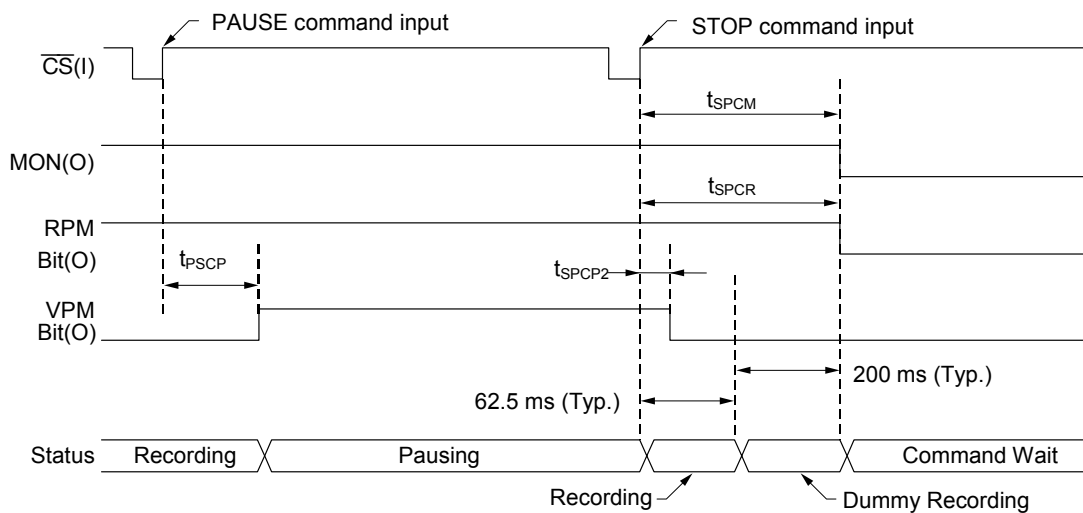 PAUSE command input
STOP command input
CS(I)
tSPCM
MON(O)
tSPCR
RPM
Bit(O)
tPSCP
tSPCP2
VPM
Bit(O)
200 ms (Typ.)
62.5 ms (Typ.)
Status
Recording
Pausing
Command Wait
Recording
Dummy Recording